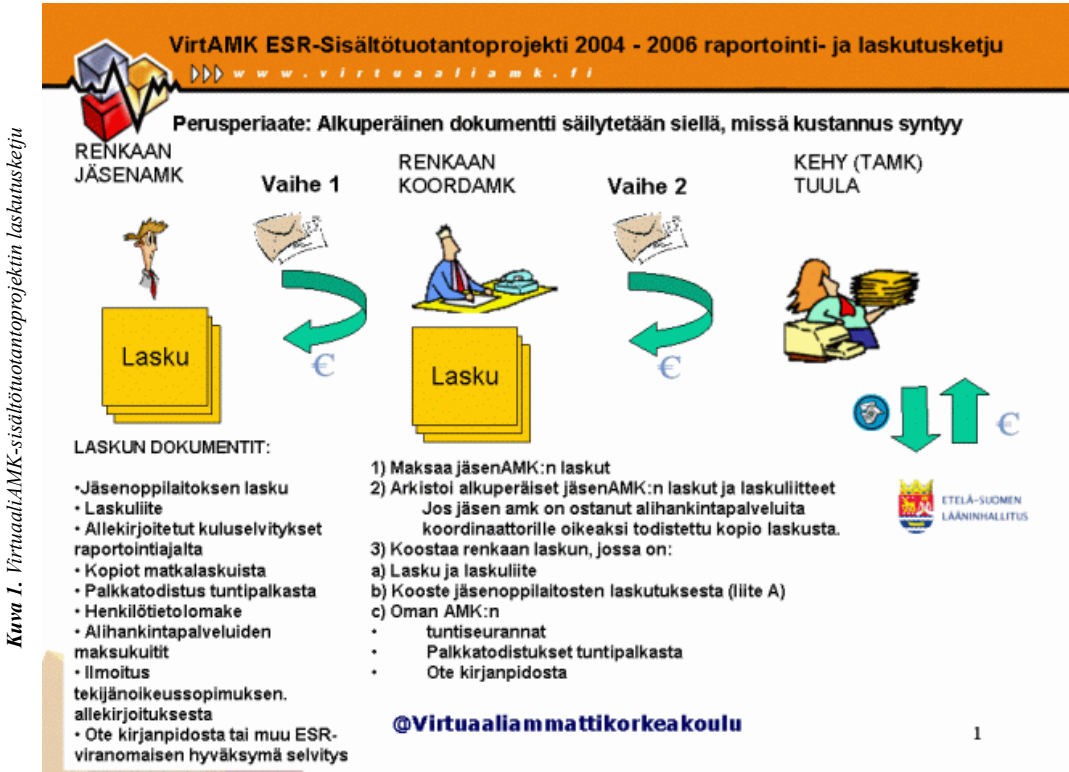 VirtAMK ESR-Sisältötuotantoprojekti 2004 - 2006 raportointi- ja laskutusketju
www.virtuaaliamk.fi
Perusperiaate: Alkuperäinen dokumentti säilytetään siellä, missä kustannus syntyy
RENKAAN
JÄSENAMK
Vaihe 1
RENKAAN
KOORDAMK
Vaihe 2
KEHY (TAMK)
TUULA
Lasku
€
Lasku
€
€
ETELÄ-SUOMEN
LÄÄNINHALLITUS
LASKUN DOKUMENTIT:
•Jäsenoppilaitoksen lasku
• Laskuliite
• Allekirjoitetut kuluselvitykset
raportointiajalta
• Kopiot matkalaskuista
• Palkkatodistus tuntipalkasta
• Henkilötietolomake
• Alihankintapalveluiden
maksukuitit
• Ilmoitus
tekijänoikeussopimuksen.
allekirjoituksesta
• Ote kirjanpidosta tai muu ESR-
viranomaisen hyväksymä selvitys
1) Maksaa jäsenAMK:n laskut
2) Arkistoi alkuperäiset jäsenAMK:n laskut ja laskuliitteet
Jos jäsen amk on ostanut alihankintapalveluita
koordinaattorille oikeaksi todistettu kopio laskusta.
3) Koostaa renkaan laskun, jossa on:
a) Lasku ja laskuliite
b) Kooste jäsenoppilaitosten laskutuksesta (liite A)
c) Oman AMK:n
• tuntiseurannat
• Palkkatodistukset tuntipalkasta
• Ote kirjanpidosta
@Virtuaaliammattikorkeakoulu
1
Kuva 1. VirtuaaliAMK-sisältötuotantoprojektin laskutusketju